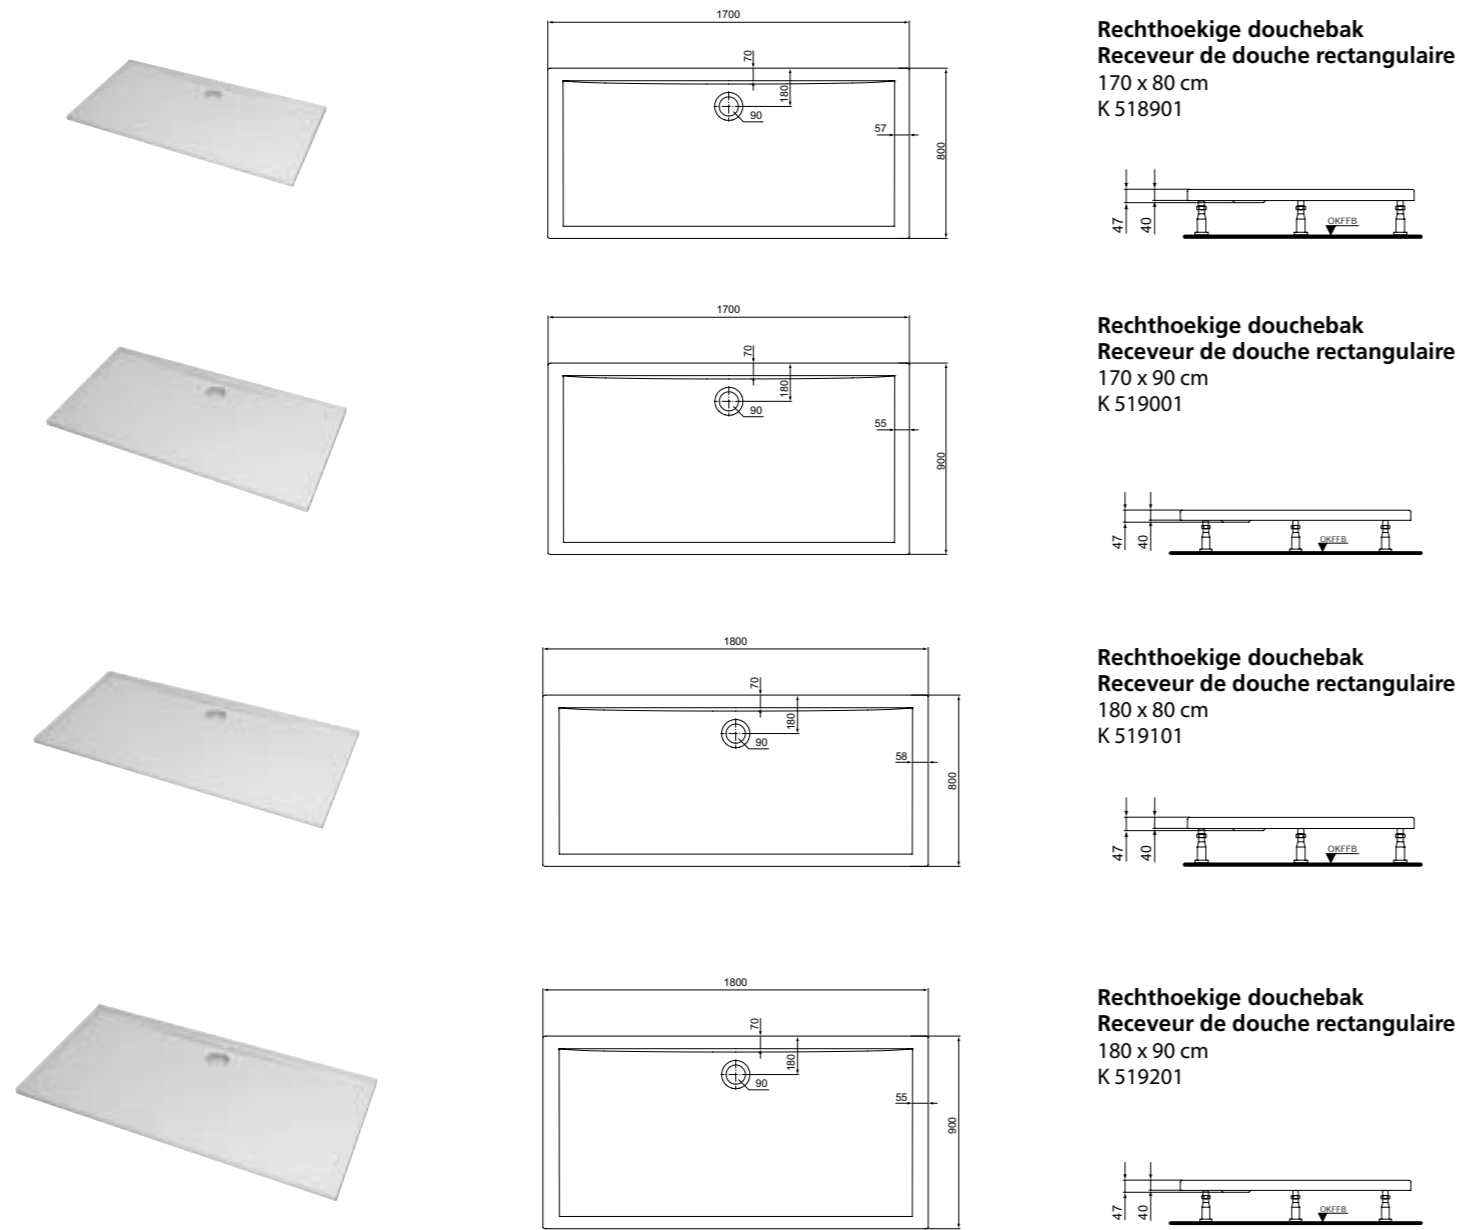 1700
70
180
90
57
800
Rechthoekige douchebak
Receveur de douche rectangulaire
170 x 80 cm
K 518901
47
40
OKFFB
1700
70
180
90
55
900
Rechthoekige douchebak
Receveur de douche rectangulaire
170 x 90 cm
K 519001
47
40
OKFFB
1800
70
180
90
58
800
Rechthoekige douchebak
Receveur de douche rectangulaire
180 x 80 cm
K 519101
47
40
OKFFB
1800
70
180
90
55
900
Rechthoekige douchebak
Receveur de douche rectangulaire
180 x 90 cm
K 519201
47
40
OKFFB